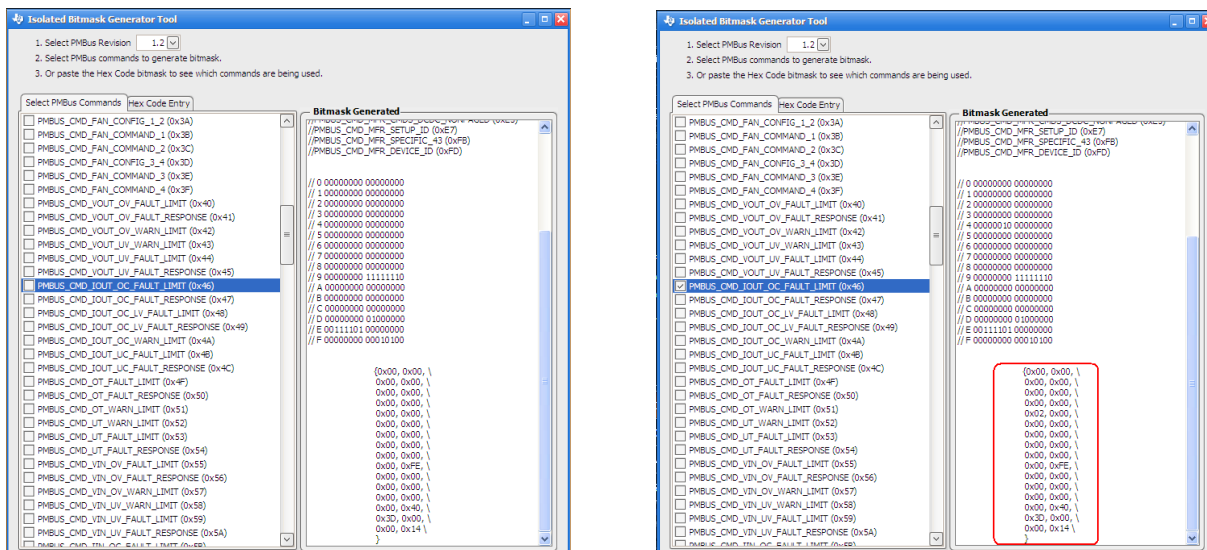 Isolated Bitmask Generator Tool
1. Select PMBus Revision 1.2
2. Select PMBus commands to generate bitmask.
3. Or paste the Hex Code bitmask to see which commands are being used.
Select PMBus Commands Hex Code Entry
PMBUS_CMD_FAN_CONFIG_1_2 (0x3A)
PMBUS_CMD_FAN_COMMAND_1 (0x3B)
PMBUS_CMD_FAN_COMMAND_2 (0x3C)
PMBUS_CMD_FAN_CONFIG_3_4 (0x3D)
PMBUS_CMD_FAN_COMMAND_3 (0x3E)
PMBUS_CMD_FAN_COMMAND_4 (0x3F)
PMBUS_CMD_VOUT_OV_FAULT_LIMIT (0x40)
PMBUS_CMD_VOUT_OV_FAULT_RESPONSE (0x41)
PMBUS_CMD_VOUT_OV_WARN_LIMIT (0x42)
PMBUS_CMD_VOUT_UV_WARN_LIMIT (0x43)
PMBUS_CMD_VOUT_UV_FAULT_LIMIT (0x44)
PMBUS_CMD_VOUT_UV_FAULT_RESPONSE (0x45)
PMBUS_CMD_IOUT_OC_FAULT_LIMIT (0x46)
PMBUS_CMD_IOUT_OC_FAULT_RESPONSE (0x47)
PMBUS_CMD_IOUT_OC_LV_FAULT_LIMIT (0x48)
PMBUS_CMD_IOUT_OC_LV_FAULT_RESPONSE (0x49)
PMBUS_CMD_IOUT_OC_WARN_LIMIT (0x4A)
PMBUS_CMD_IOUT_UC_FAULT_LIMIT (0x4B)
PMBUS_CMD_IOUT_UC_FAULT_RESPONSE (0x4C)
PMBUS_CMD_OT_FAULT_LIMIT (0x4F)
PMBUS_CMD_OT_FAULT_RESPONSE (0x50)
PMBUS_CMD_OT_WARN_LIMIT (0x51)
PMBUS_CMD_UT_WARN_LIMIT (0x52)
PMBUS_CMD_UT_FAULT_LIMIT (0x53)
PMBUS_CMD_UT_FAULT_RESPONSE (0x54)
PMBUS_CMD_VIN_OV_FAULT_LIMIT (0x55)
PMBUS_CMD_VIN_OV_FAULT_RESPONSE (0x56)
PMBUS_CMD_VIN_OV_WARN_LIMIT (0x57)
PMBUS_CMD_VIN_UV_WARN_LIMIT (0x58)
PMBUS_CMD_VIN_UV_FAULT_LIMIT (0x59)
PMBUS_CMD_VIN_UV_FAULT_RESPONSE (0x5A)
Bitmask Generated
//PMBUS_CMD_MFR_SETUP_ID (0xE7)
//PMBUS_CMD_MFR_SPECIFIC_43 (0xFB)
//PMBUS_CMD_MFR_DEVICE_ID (0xFD)
// 0 00000000 00000000
// 1 00000000 00000000
// 2 00000000 00000000
// 3 00000000 00000000
// 4 00000000 00000000
// 5 00000000 00000000
// 6 00000000 00000000
// 7 00000000 00000000
// 8 00000000 00000000
// 9 00000000 11111110
// A 00000000 00000000
// B 00000000 00000000
// C 00000000 00000000
// D 00000000 01000000
// E 00111101 00000000
// F 00000000 00010100
{0x00, 0x00, \
0x00, 0x00, \
0x00, 0x00, \
0x00, 0x00, \
0x00, 0x00, \
0x00, 0x00, \
0x00, 0x00, \
0x00, 0x00, \
0x00, 0x00, \
0x00, 0xFE, \
0x00, 0x00, \
0x00, 0x00, \
0x00, 0x00, \
0x00, 0x40, \
0x3D, 0x00, \
0x00, 0x14 \
}
Isolated Bitmask Generator Tool
1. Select PMBus Revision 1.2
2. Select PMBus commands to generate bitmask.
3. Or paste the Hex Code bitmask to see which commands are being used.
Select PMBus Commands Hex Code Entry
PMBUS_CMD_FAN_CONFIG_1_2 (0x3A)
PMBUS_CMD_FAN_COMMAND_1 (0x3B)
PMBUS_CMD_FAN_COMMAND_2 (0x3C)
PMBUS_CMD_FAN_CONFIG_3_4 (0x3D)
PMBUS_CMD_FAN_COMMAND_3 (0x3E)
PMBUS_CMD_FAN_COMMAND_4 (0x3F)
PMBUS_CMD_VOUT_OV_FAULT_LIMIT (0x40)
PMBUS_CMD_VOUT_OV_FAULT_RESPONSE (0x41)
PMBUS_CMD_VOUT_OV_WARN_LIMIT (0x42)
PMBUS_CMD_VOUT_UV_WARN_LIMIT (0x43)
PMBUS_CMD_VOUT_UV_FAULT_LIMIT (0x44)
PMBUS_CMD_VOUT_UV_FAULT_RESPONSE (0x45)
PMBUS_CMD_IOUT_OC_FAULT_LIMIT (0x46)
PMBUS_CMD_IOUT_OC_FAULT_RESPONSE (0x47)
PMBUS_CMD_IOUT_OC_LV_FAULT_LIMIT (0x48)
PMBUS_CMD_IOUT_OC_LV_FAULT_RESPONSE (0x49)
PMBUS_CMD_IOUT_OC_WARN_LIMIT (0x4A)
PMBUS_CMD_IOUT_UC_FAULT_LIMIT (0x4B)
PMBUS_CMD_IOUT_UC_FAULT_RESPONSE (0x4C)
PMBUS_CMD_OT_FAULT_LIMIT (0x4F)
PMBUS_CMD_OT_FAULT_RESPONSE (0x50)
PMBUS_CMD_OT_WARN_LIMIT (0x51)
PMBUS_CMD_UT_WARN_LIMIT (0x52)
PMBUS_CMD_UT_FAULT_LIMIT (0x53)
PMBUS_CMD_UT_FAULT_RESPONSE (0x54)
PMBUS_CMD_VIN_OV_FAULT_LIMIT (0x55)
PMBUS_CMD_VIN_OV_FAULT_RESPONSE (0x56)
PMBUS_CMD_VIN_OV_WARN_LIMIT (0x57)
PMBUS_CMD_VIN_UV_WARN_LIMIT (0x58)
PMBUS_CMD_VIN_UV_FAULT_LIMIT (0x59)
PMBUS_CMD_VIN_UV_FAULT_RESPONSE (0x5A)
Bitmask Generated
//PMBUS_CMD_MFR_SETUP_ID (0xE7)
//PMBUS_CMD_MFR_SPECIFIC_43 (0xFB)
//PMBUS_CMD_MFR_DEVICE_ID (0xFD)
// 0 00000000 00000000
// 1 00000000 00000000
// 2 00000000 00000000
// 3 00000000 00000000
// 4 00000010 00000000
// 5 00000000 00000000
// 6 00000000 00000000
// 7 00000000 00000000
// 8 00000000 00000000
// 9 00000000 11111110
// A 00000000 00000000
// B 00000000 00000000
// C 00000000 00000000
// D 00000000 01000000
// E 00111101 00000000
// F 00000000 00010100
{0x00, 0x00, \
0x00, 0x00, \
0x00, 0x00, \
0x00, 0x00, \
0x02, 0x00, \
0x00, 0x00, \
0x00, 0x00, \
0x00, 0x00, \
0x00, 0x00, \
0x00, 0xFE, \
0x00, 0x00, \
0x00, 0x00, \
0x00, 0x00, \
0x00, 0x40, \
0x3D, 0x00, \
0x00, 0x14 \
}